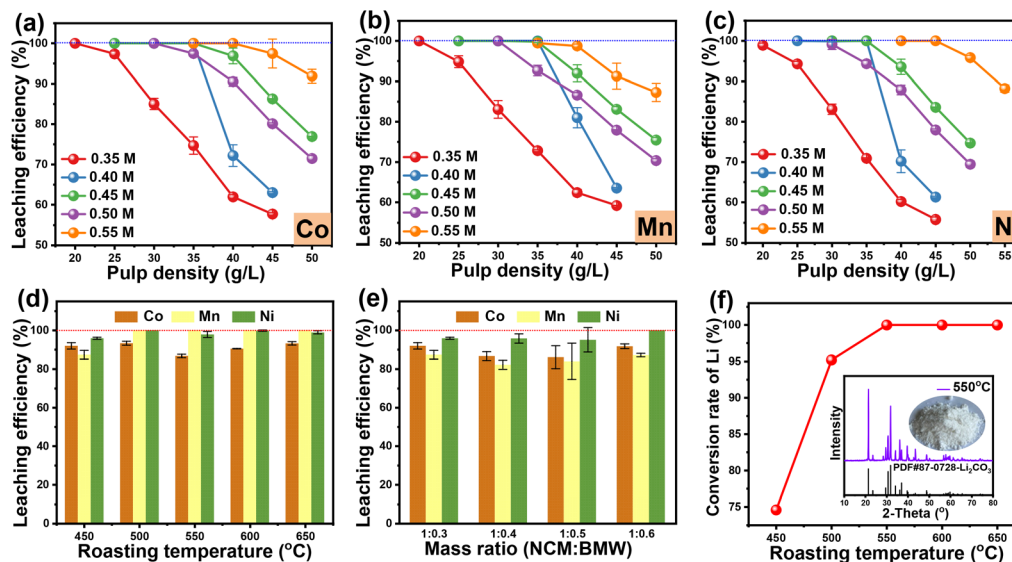 (a)
Leaching efficiency (%)
100
90
80
70
60
50
0.35 M
0.40 M
0.45 M
0.50 M
0.55 M
Co
20 25 30 35 40 45 50
Pulp density (g/L)
(b)
Leaching efficiency (%)
100
90
80
70
60
50
0.35 M
0.40 M
0.45 M
0.50 M
0.55 M
Mn
20 25 30 35 40 45 50
Pulp density (g/L)
(c)
Leaching efficiency (%)
100
90
80
70
60
50
0.35 M
0.40 M
0.45 M
0.50 M
0.55 M
N
20 25 30 35 40 45 50 55
Pulp density (g/L)
(d)
Leaching efficiency (%)
Co Mn Ni
120
100
80
60
40
20
0
450 500 550 600 650
Roasting temperature (°C)
(e)
Leaching efficiency (%)
Co Mn Ni
120
100
80
60
40
20
0
1:0.3 1:0.4 1:0.5 1:0.6
Mass ratio (NCM:BMW)
(f)
Conversion rate of Li (%)
100
95
90
85
80
75
550°C
Intensity
PDF#87-0728-Li₂CO₃
10 20 30 40 50 60 70 80
2-Theta (°)
450 500 550 600 650
Roasting temperature (°C)